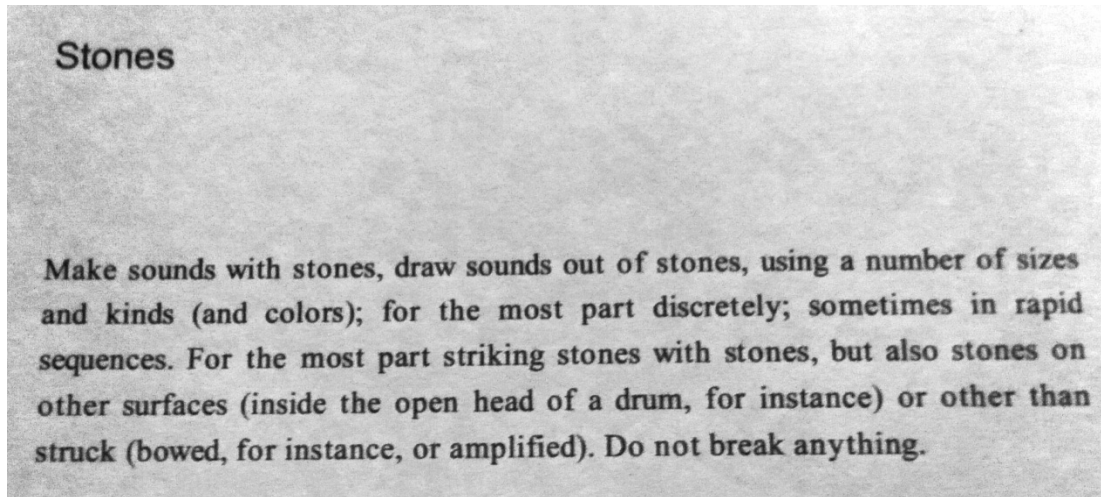 Stones
Make sounds with stones, draw sounds out of stones, using a number of sizes
and kinds (and colors); for the most part discretely; sometimes in rapid
sequences. For the most part striking stones with stones, but also stones on
other surfaces (inside the open head of a drum, for instance) or other than
struck (bowed, for instance, or amplified). Do not break anything.